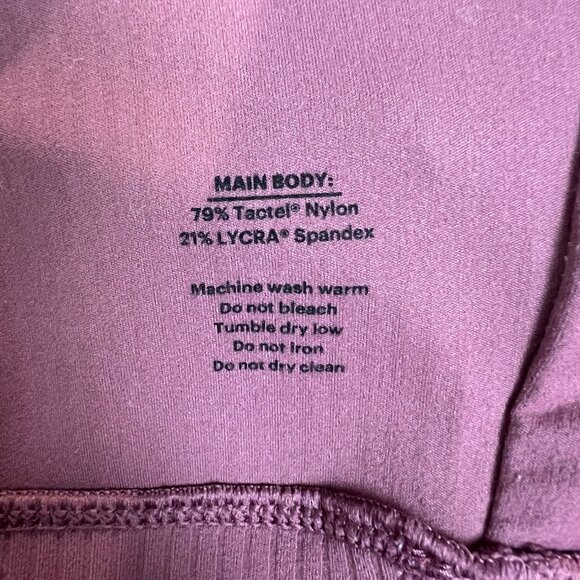 MAIN BODY:
79% Tactel® Nylon
21% LYCRA® Spandex
Machine wash warm
Do not bleach
Tumble dry low
Do not iron
Do not dry clean